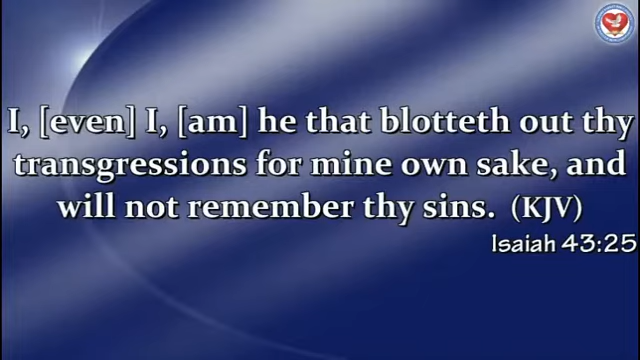 I, [even] I, [am] he that blotteth out thy
transgressions for mine own sake, and
will not remember thy sins. (KJV)
Isaiah 43:25